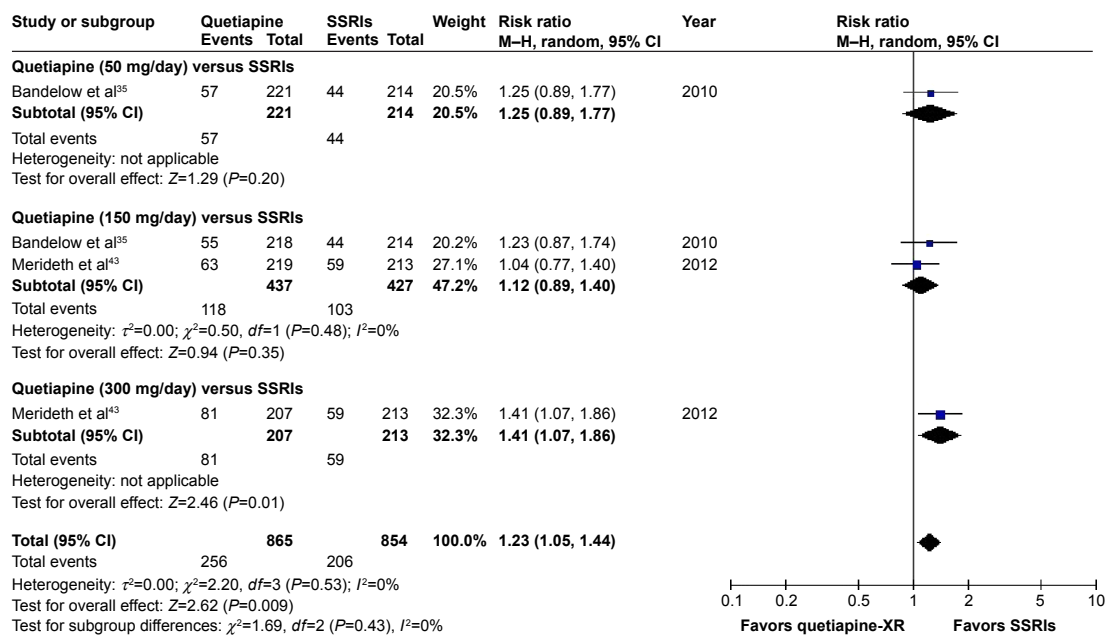 Study or subgroup Quetiapine SSRIs Weight Risk ratio Year Risk ratio
Events Total Events Total M–H, random, 95% CI M–H, random, 95% CI
Quetiapine (50 mg/day) versus SSRIs
Bandelow et al³⁵ 57 221 44 214 20.5% 1.25 (0.89, 1.77) 2010
Subtotal (95% CI) 221 214 20.5% 1.25 (0.89, 1.77)
Total events 57 44
Heterogeneity: not applicable
Test for overall effect: Z=1.29 (P=0.20)
Quetiapine (150 mg/day) versus SSRIs
Bandelow et al³⁵ 55 218 44 214 20.2% 1.23 (0.87, 1.74) 2010
Merideth et al⁴³ 63 219 59 213 27.1% 1.04 (0.77, 1.40) 2012
Subtotal (95% CI) 437 427 47.2% 1.12 (0.89, 1.40)
Total events 118 103
Heterogeneity: τ²=0.00; χ²=0.50, df=1 (P=0.48); I²=0%
Test for overall effect: Z=0.94 (P=0.35)
Quetiapine (300 mg/day) versus SSRIs
Merideth et al⁴³ 81 207 59 213 32.3% 1.41 (1.07, 1.86) 2012
Subtotal (95% CI) 207 213 32.3% 1.41 (1.07, 1.86)
Total events 81 59
Heterogeneity: not applicable
Test for overall effect: Z=2.46 (P=0.01)
Total (95% CI) 865 854 100.0% 1.23 (1.05, 1.44)
Total events 256 206
Heterogeneity: τ²=0.00; χ²=2.20, df=3 (P=0.53); I²=0%
Test for overall effect: Z=2.62 (P=0.009)
Test for subgroup differences: χ²=1.69, df=2 (P=0.43), I²=0%
0.1 0.2 0.5 1 2 5 10
Favors quetiapine-XR Favors SSRIs